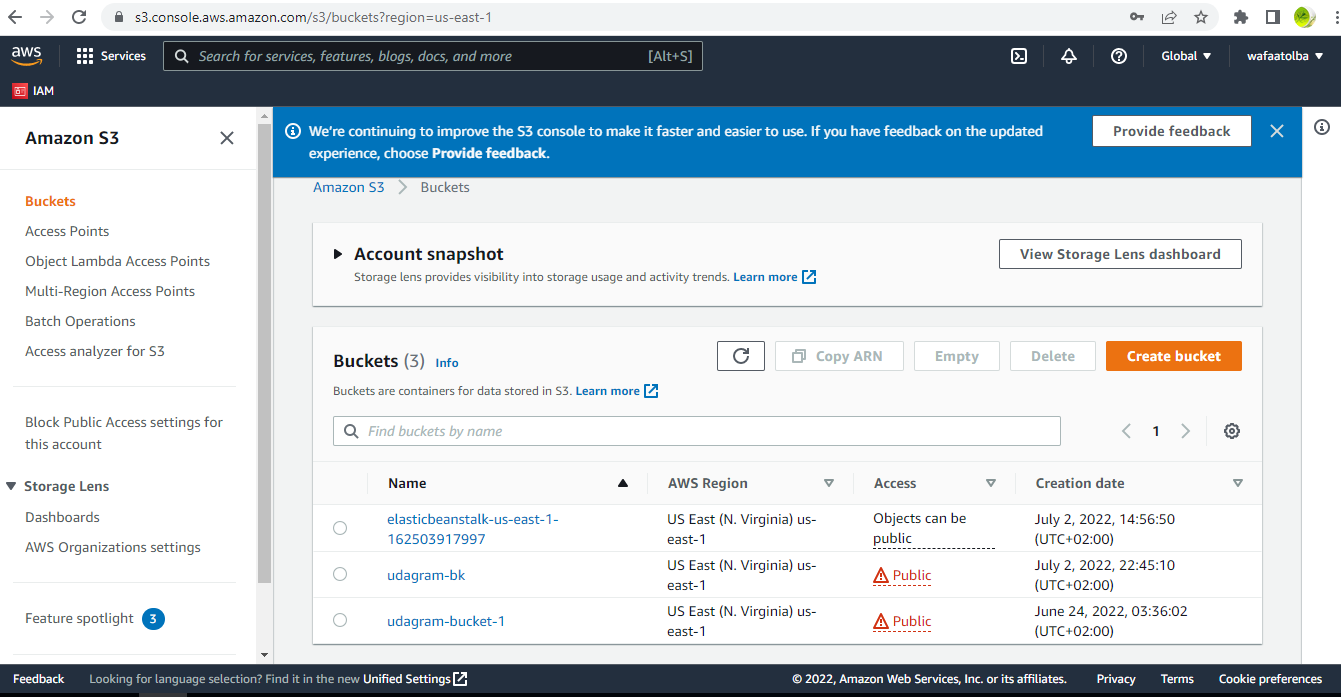 s3.console.aws.amazon.com/s3/buckets?region=us-east-1
aws
Services
Search for services, features, blogs, docs, and more
[Alt+S]
Global
wafaatolba
IAM
Amazon S3
Buckets
Access Points
Object Lambda Access Points
Multi-Region Access Points
Batch Operations
Access analyzer for S3
Block Public Access settings for
this account
Storage Lens
Dashboards
AWS Organizations settings
Feature spotlight 3
We're continuing to improve the S3 console to make it faster and easier to use. If you have feedback on the updated
experience, choose Provide feedback.
Provide feedback
Amazon S3 > Buckets
Account snapshot
Storage lens provides visibility into storage usage and activity trends. Learn more
View Storage Lens dashboard
Buckets (3) Info
Copy ARN
Empty
Delete
Create bucket
Buckets are containers for data stored in S3. Learn more
Find buckets by name
1
Name
AWS Region
Access
Creation date
elasticbeanstalk-us-east-1-
162503917997
US East (N. Virginia) us-
east-1
Objects can be
public
July 2, 2022, 14:56:50
(UTC+02:00)
udagram-bk
US East (N. Virginia) us-
east-1
Public
July 2, 2022, 22:45:10
(UTC+02:00)
udagram-bucket-1
US East (N. Virginia) us-
east-1
Public
June 24, 2022, 03:36:02
(UTC+02:00)
Feedback
Looking for language selection? Find it in the new Unified Settings
© 2022, Amazon Web Services, Inc. or its affiliates.
Privacy
Terms
Cookie preferences